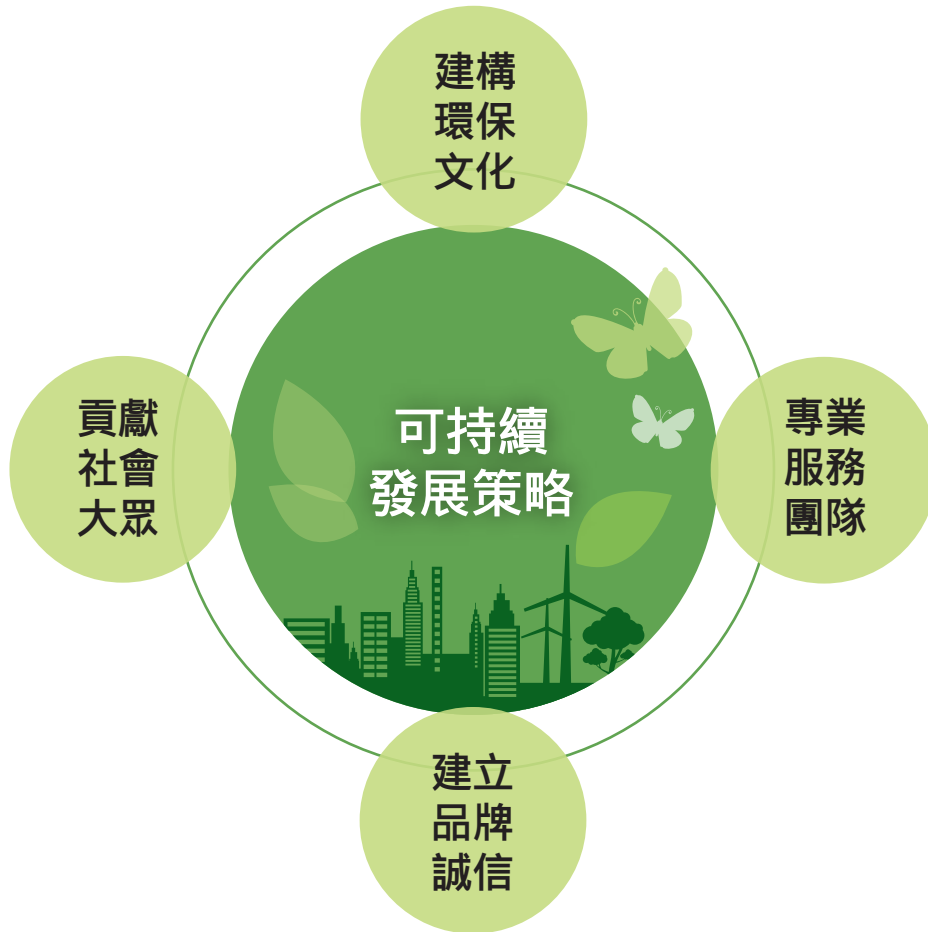 建構
環保
文化
貢獻
社會
大眾
可持續
發展策略
專業
服務
團隊
建立
品牌
誠信